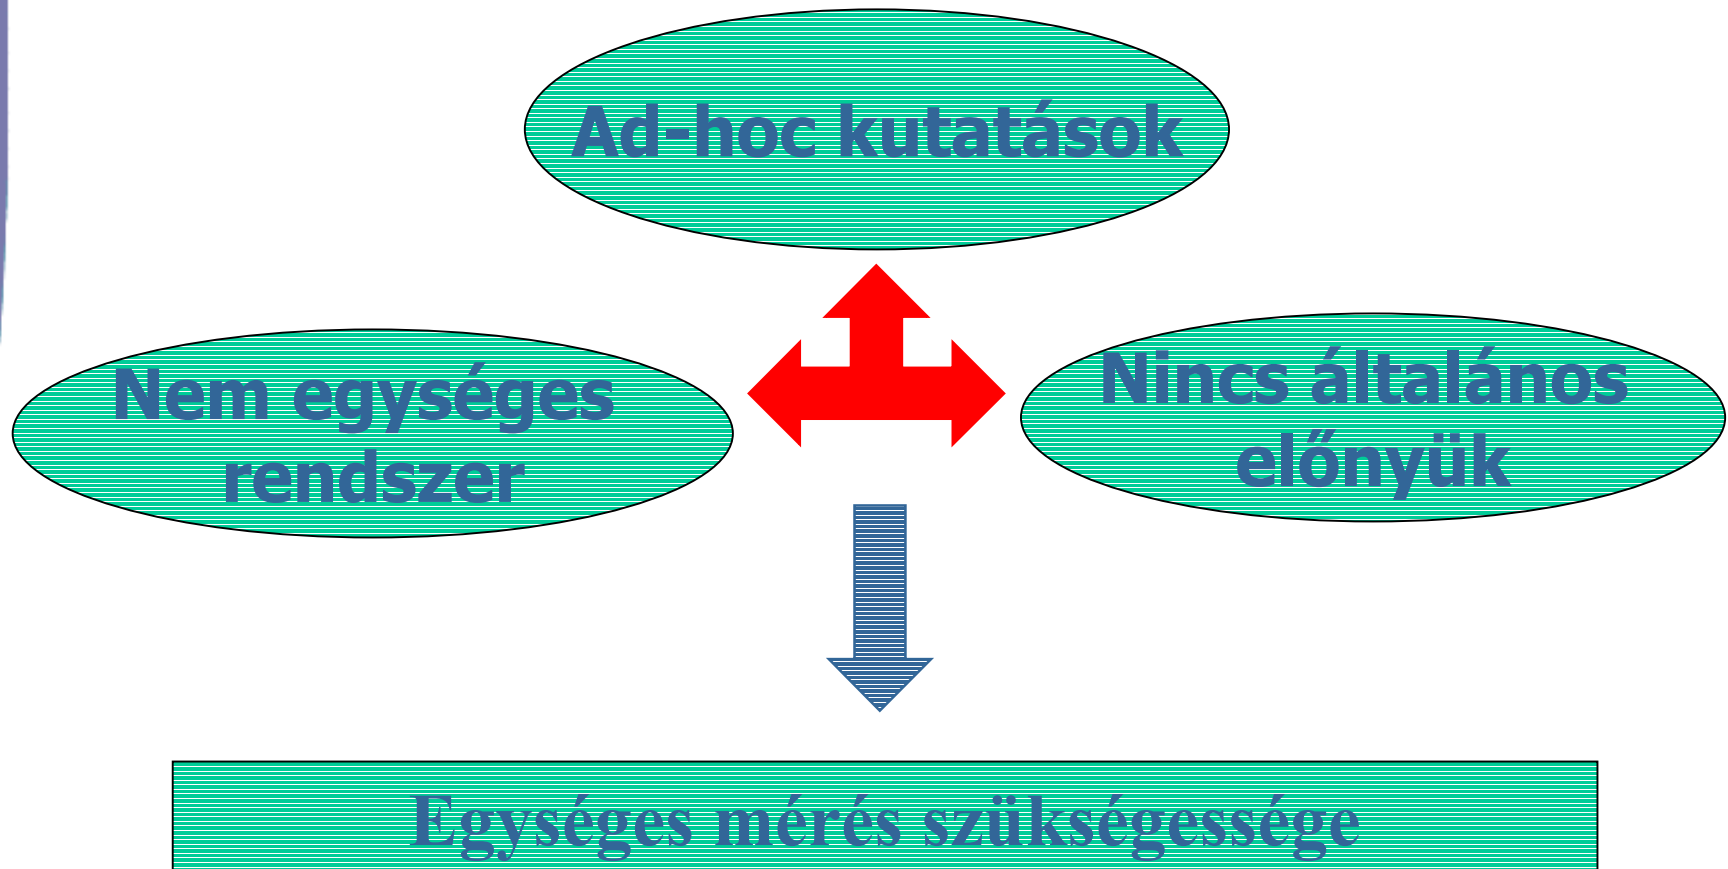 Ad-hoc kutatások
Nem egységes
rendszer
Nincs általános
előnyük
Egységes mérés szükségessége